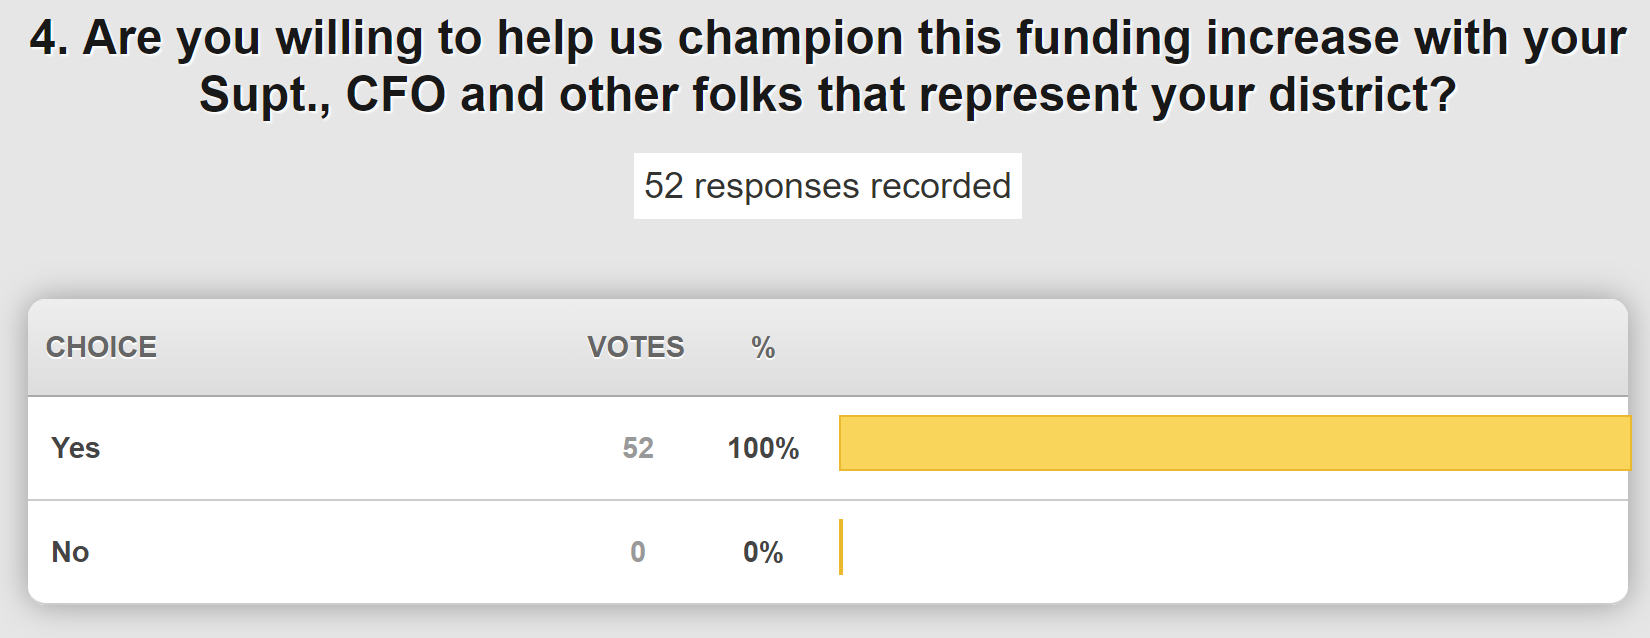 4. Are you willing to help us champion this funding increase with your
Supt., CFO and other folks that represent your district?
52 responses recorded
CHOICE VOTES %
Yes 52 100%
No 0 0%